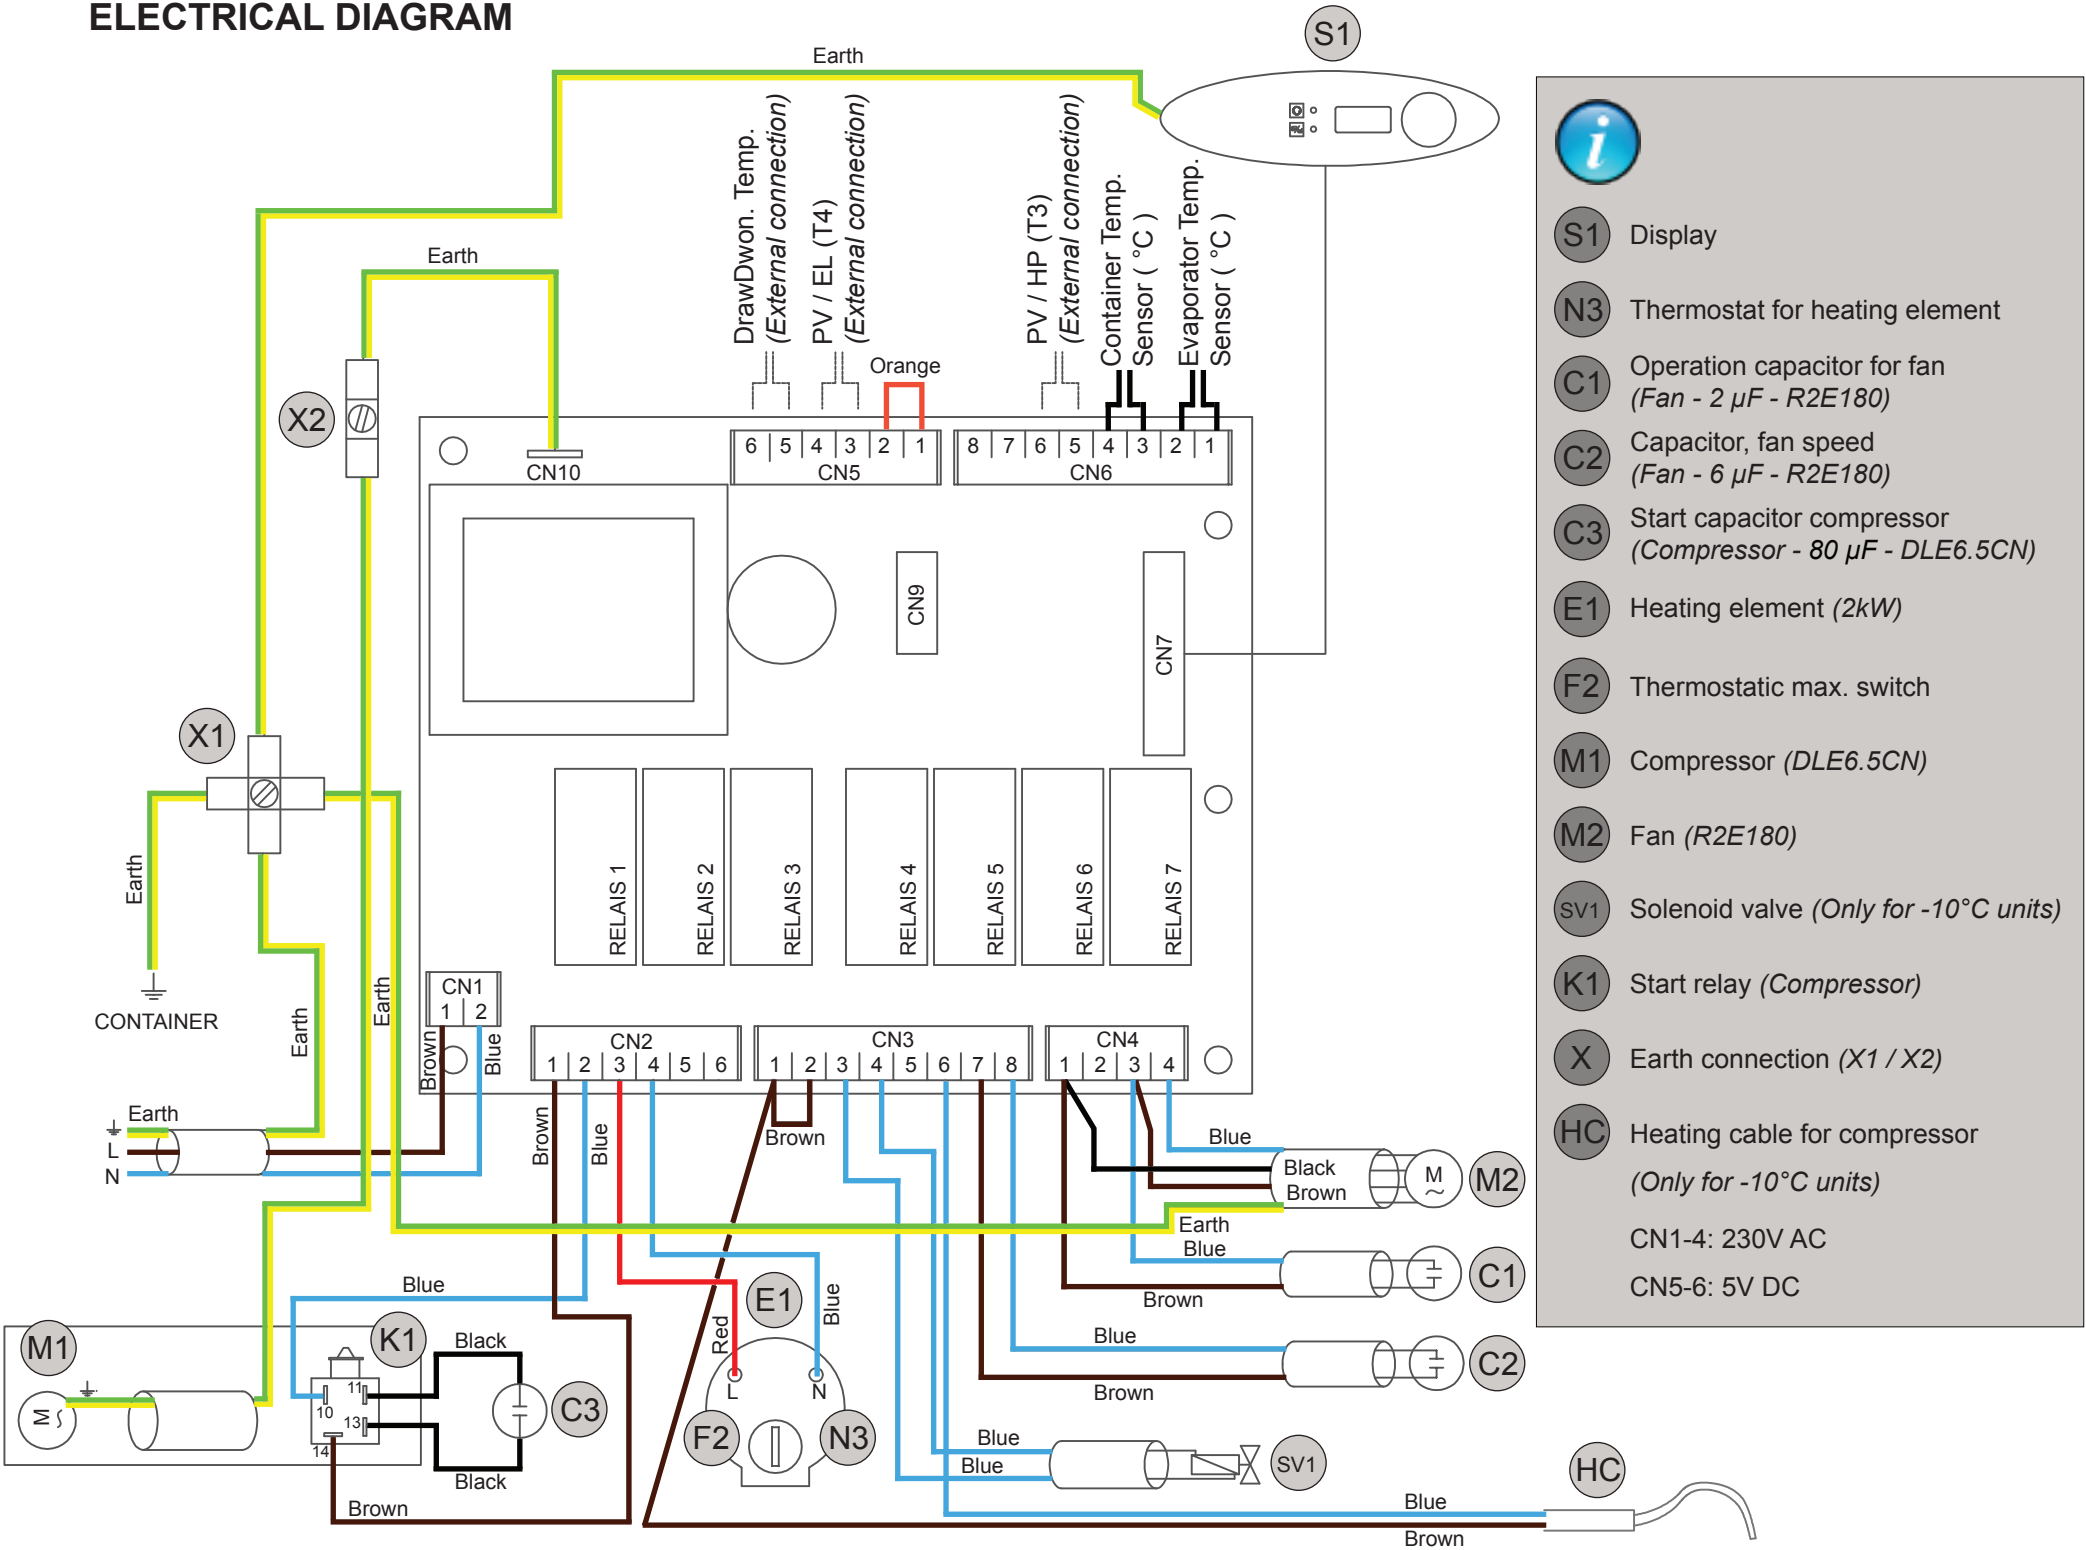 ELECTRICAL DIAGRAM
S1
Earth
DrawDwon. Temp.
(External connection)
PV / EL (T4)
(External connection)
PV / HP (T3)
(External connection)
Container Temp.
Sensor ( °C )
Evaporator Temp.
Sensor ( °C )
Earth
Orange
X2
CN10
6 5 4 3 2 1
CN5
8 7 6 5 4 3 2 1
CN6
CN9
CN7
X1
RELAIS 1
RELAIS 2
RELAIS 3
RELAIS 4
RELAIS 5
RELAIS 6
RELAIS 7
Earth
CONTAINER
Earth
Earth
CN1
1 2
Brown
Blue
CN2
1 2 3 4 5 6
CN3
1 2 3 4 5 6 7 8
CN4
1 2 3 4
Earth
L
N
Brown
Blue
Brown
Blue
Black
Brown
M
~
M2
Earth
Blue
Brown
C1
Blue
Brown
C2
Blue
M1
M
~
K1
10
11
13
14
Black
Black
C3
Brown
E1
Red
Blue
L
N
F2
N3
Blue
Blue
SV1
HC
Blue
Brown
i
S1 Display
N3 Thermostat for heating element
C1 Operation capacitor for fan
(Fan - 2 µF - R2E180)
C2 Capacitor, fan speed
(Fan - 6 µF - R2E180)
C3 Start capacitor compressor
(Compressor - 80 µF - DLE6.5CN)
E1 Heating element (2kW)
F2 Thermostatic max. switch
M1 Compressor (DLE6.5CN)
M2 Fan (R2E180)
SV1 Solenoid valve (Only for -10°C units)
K1 Start relay (Compressor)
X Earth connection (X1 / X2)
HC Heating cable for compressor
(Only for -10°C units)
CN1-4: 230V AC
CN5-6: 5V DC